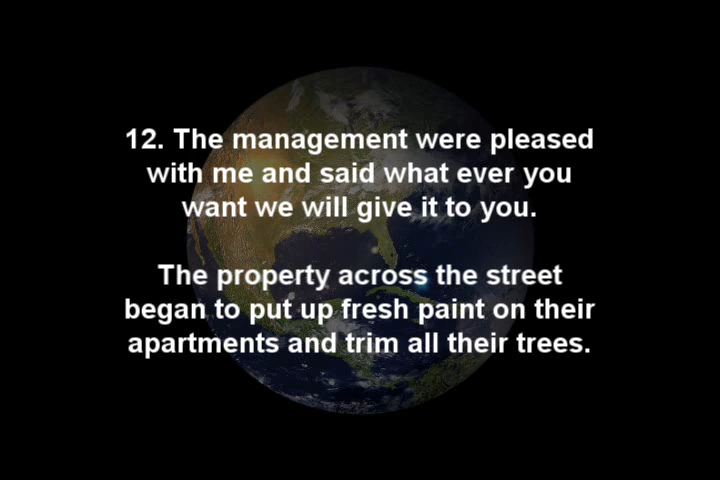 12. The management were pleased
with me and said what ever you
want we will give it to you.
The property across the street
began to put up fresh paint on their
apartments and trim all their trees.